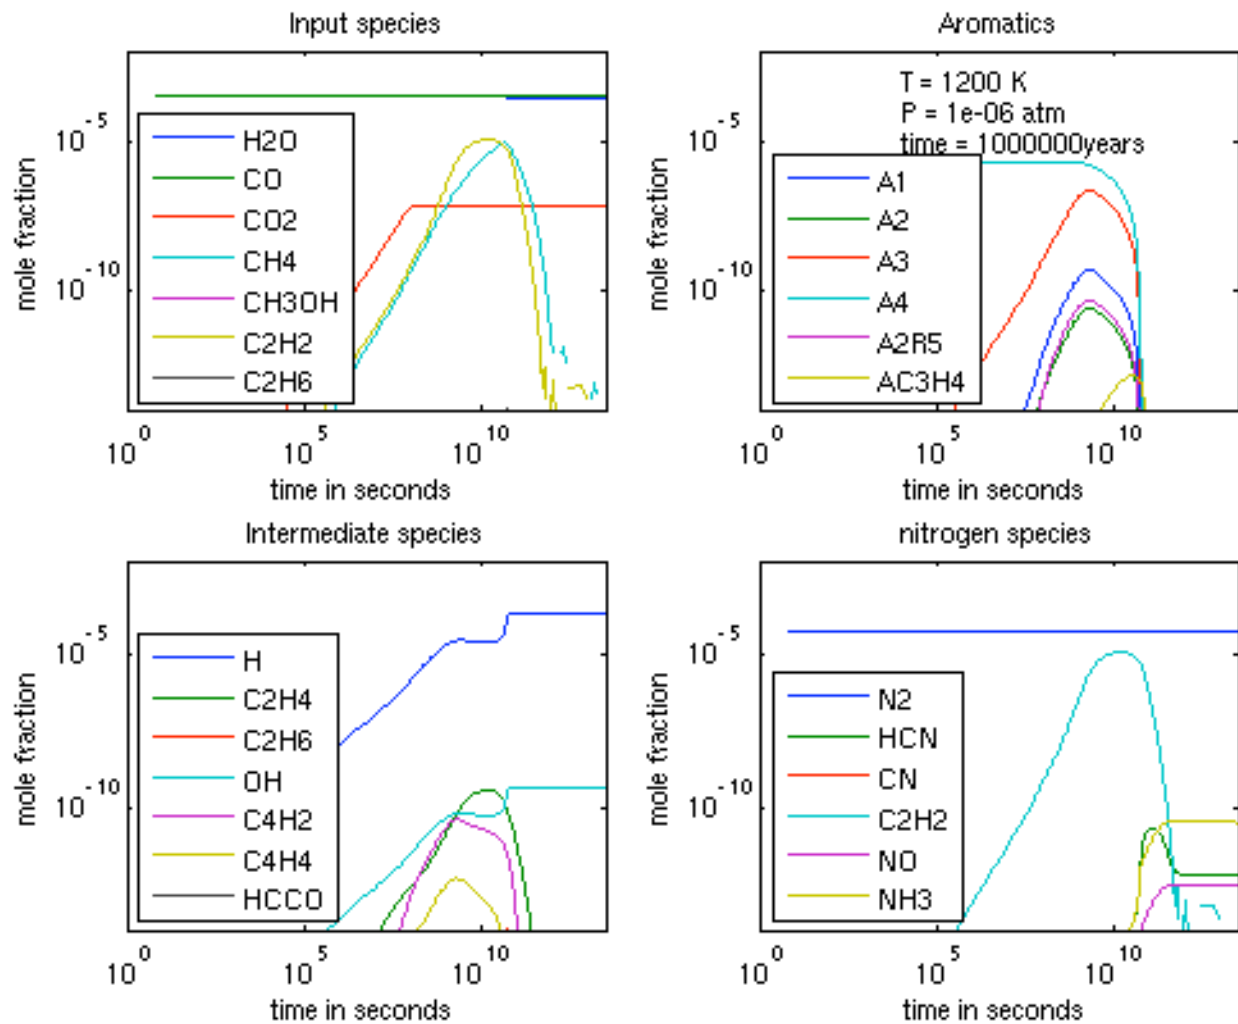 Input species
mole fraction
10^-5
10^-10
H2O
CO
CO2
CH4
CH3OH
C2H2
C2H6
10^0
10^5
10^10
time in seconds
Aromatics
T = 1200 K
P = 1e-06 atm
time = 1000000years
mole fraction
10^-5
10^-10
A1
A2
A3
A4
A2R5
AC3H4
10^0
10^5
10^10
time in seconds
Intermediate species
mole fraction
10^-5
10^-10
H
C2H4
C2H6
OH
C4H2
C4H4
HCCO
10^0
10^5
10^10
time in seconds
nitrogen species
mole fraction
10^-5
10^-10
N2
HCN
CN
C2H2
NO
NH3
10^0
10^5
10^10
time in seconds